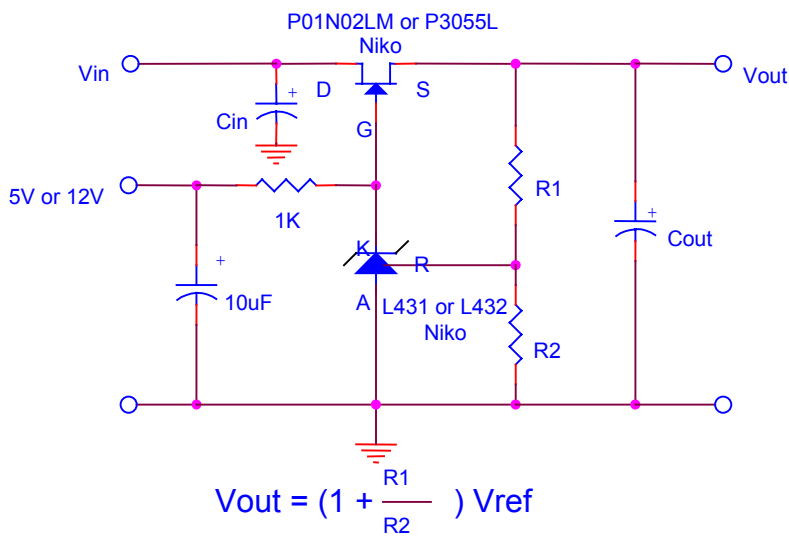 P01N02LM or P3055L
Niko
Vin
D
S
Vout
+
Cin
G
5V or 12V
1K
R1
+
Cout
+
10uF
K
R
A
L431 or L432
Niko
R2
Vout = (1 + R1/R2 ) Vref